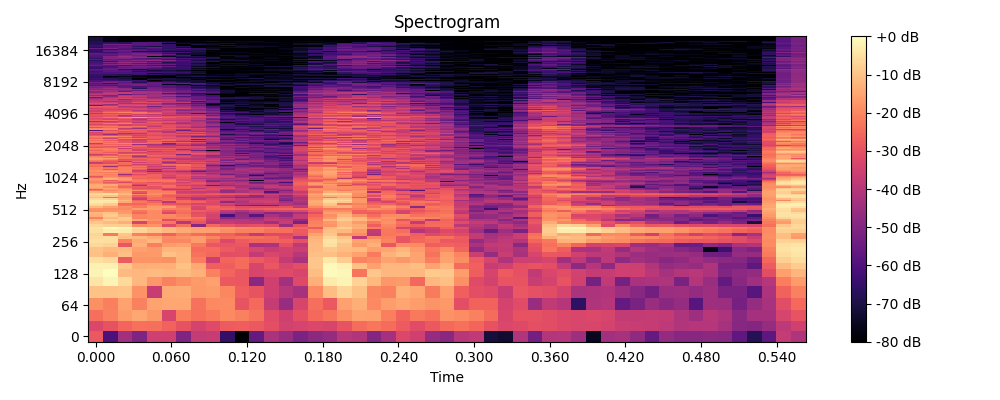 Spectrogram
Hz
16384
8192
4096
2048
1024
512
256
128
64
0
0.000 0.060 0.120 0.180 0.240 0.300 0.360 0.420 0.480 0.540
Time
+0 dB
-10 dB
-20 dB
-30 dB
-40 dB
-50 dB
-60 dB
-70 dB
-80 dB